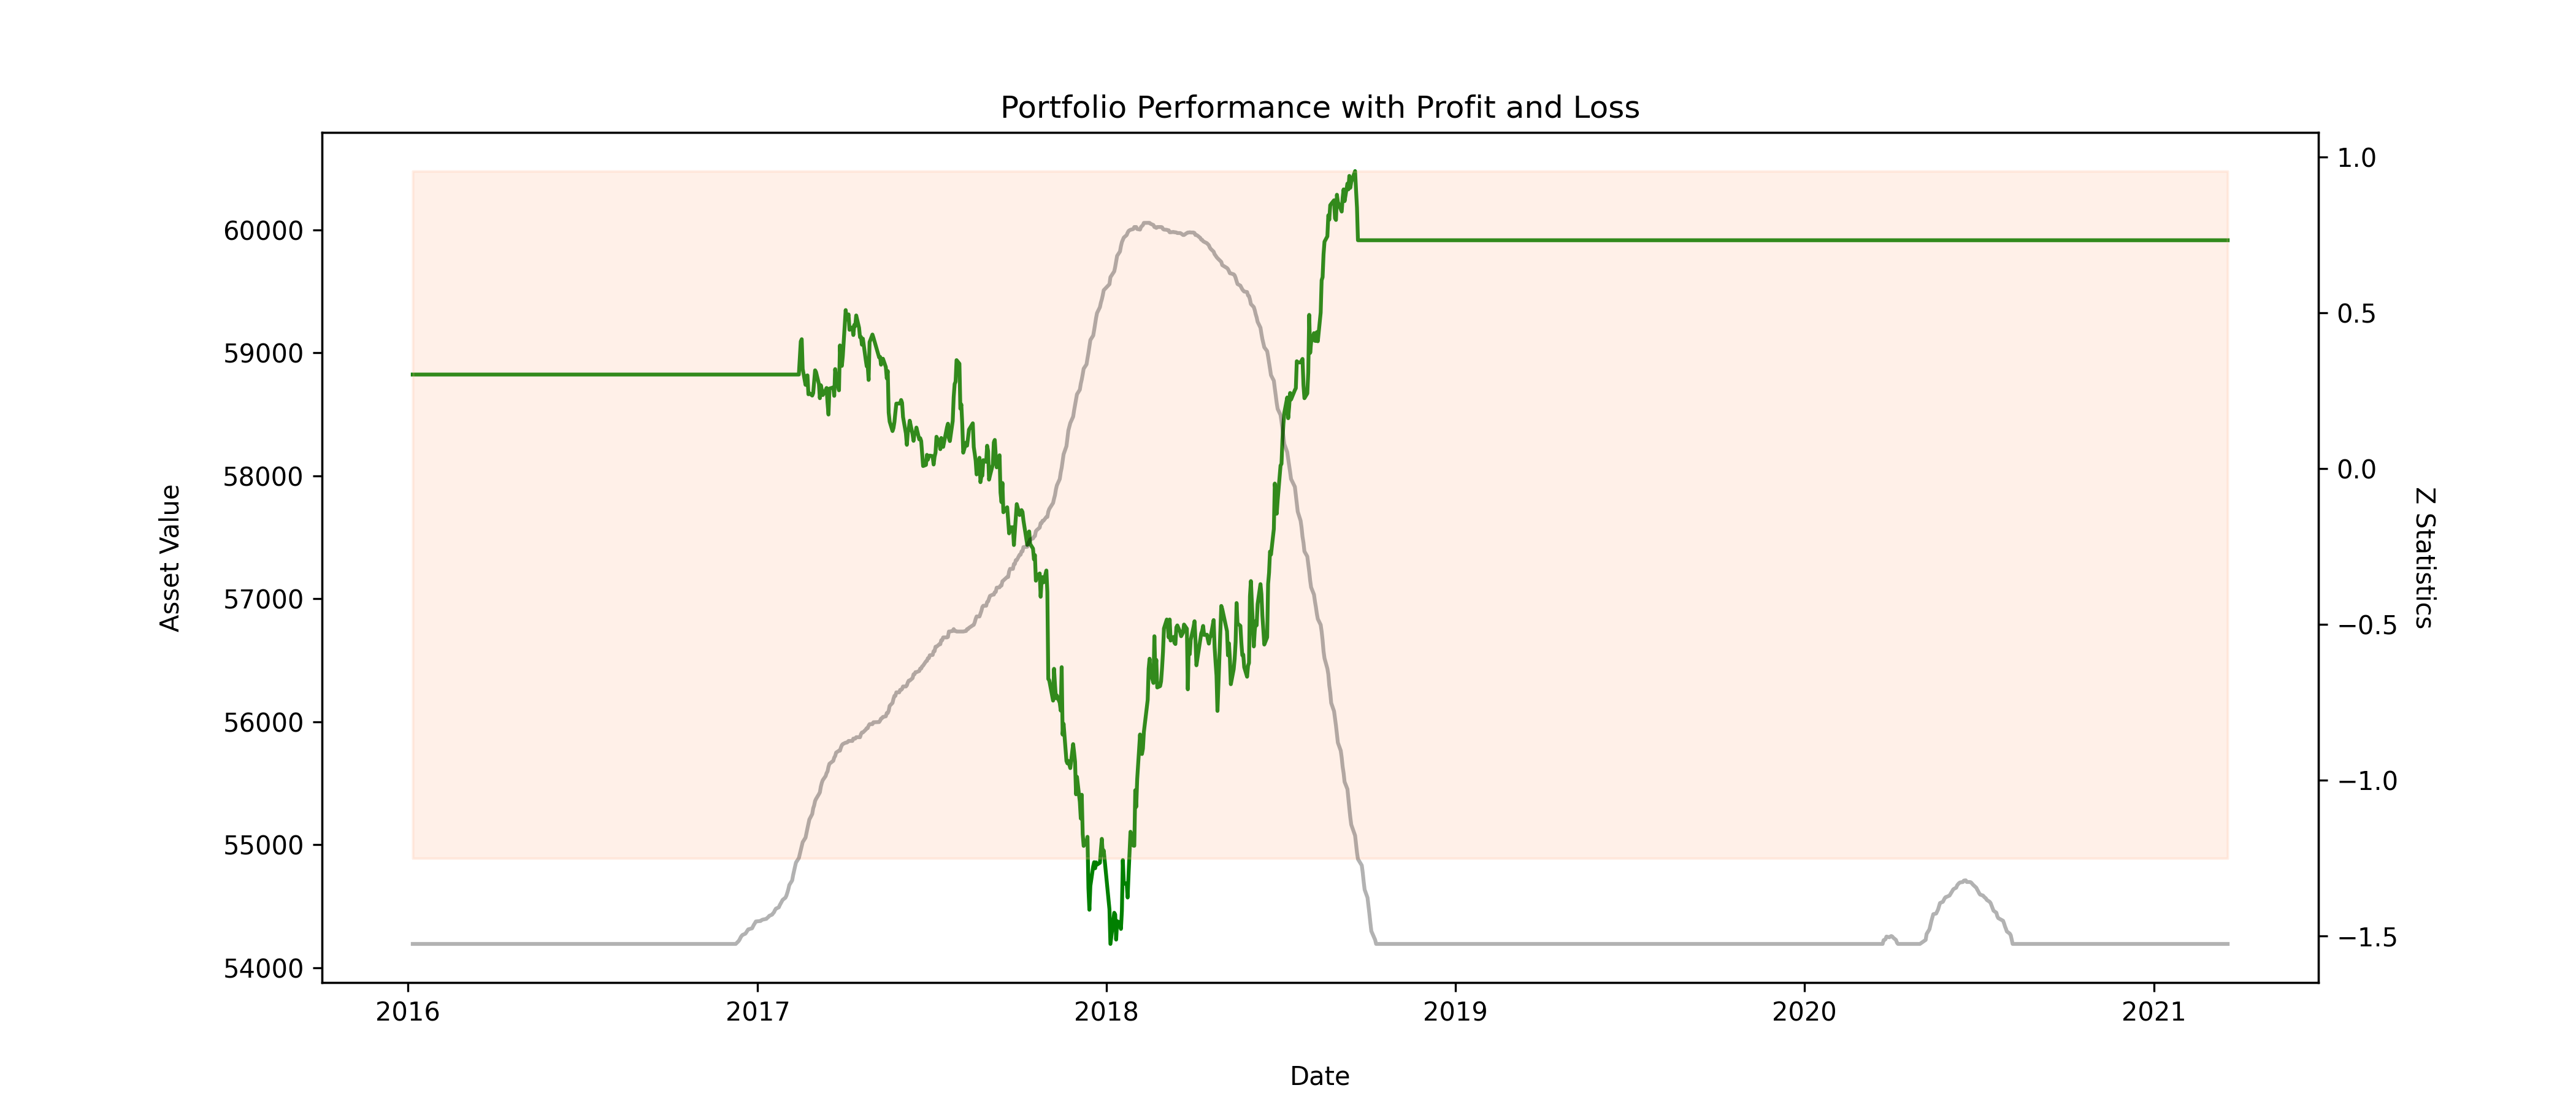 Portfolio Performance with Profit and Loss
60000
59000
58000
57000
56000
55000
54000
Asset Value
1.0
0.5
0.0
−0.5
−1.0
−1.5
Z Statistics
2016 2017 2018 2019 2020 2021
Date